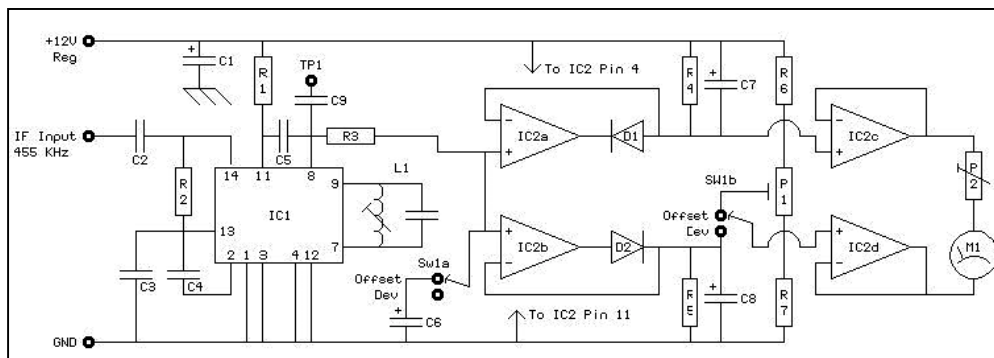 +12V
Reg
C1
R1
TP1
C9
To IC2 Pin 4
R4
C7
R6
IF Input
455 KHz
C2
C5
R3
IC2a
D1
IC2c
R2
14
11
8
9
L1
IC1
SW1b
P1
P2
Offset
Dev
13
7
2
1
3
4
12
IC2b
D2
IC2d
M1
C3
C4
Sw1a
Offset
Dev
C6
To IC2 Pin 11
R5
C8
R7
GND